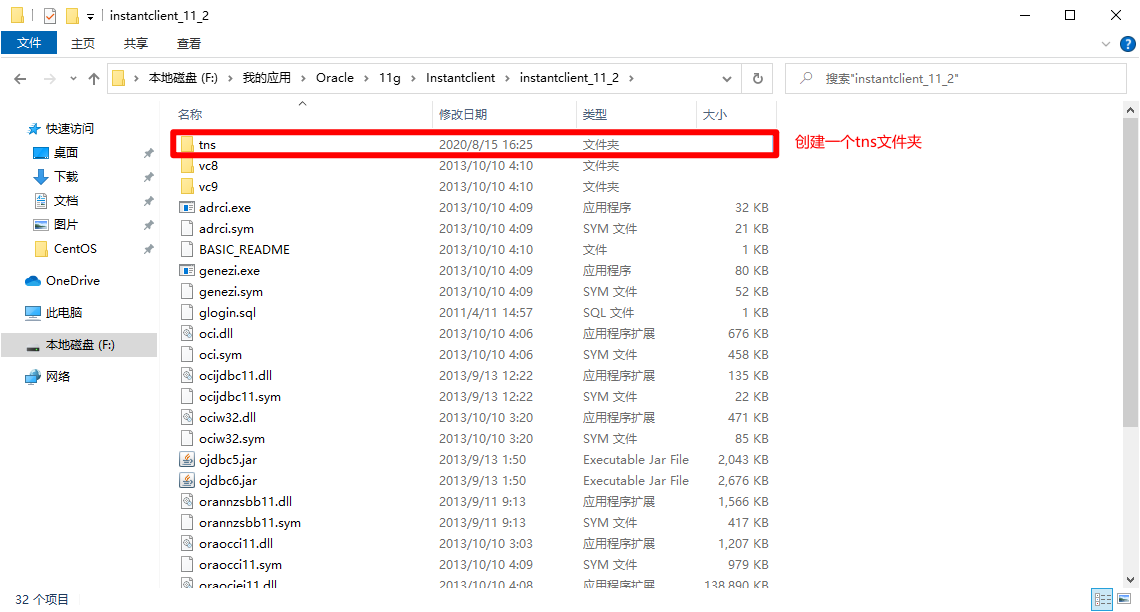 instantclient_11_2
文件 主页 共享 查看
本地磁盘 (F:) › 我的应用 › Oracle › 11g › Instantclient › instantclient_11_2 ›
搜索"instantclient_11_2"
快速访问
桌面
下载
文档
图片
CentOS
OneDrive
此电脑
本地磁盘 (F:)
网络
名称 修改日期 类型 大小
tns 2020/8/15 16:25 文件夹
创建一个tns文件夹
vc8 2013/10/10 4:10 文件夹
vc9 2013/10/10 4:10 文件夹
adrci.exe 2013/10/10 4:09 应用程序 32 KB
adrci.sym 2013/10/10 4:09 SYM 文件 21 KB
BASIC_README 2013/10/10 4:10 文件 1 KB
genezi.exe 2013/10/10 4:09 应用程序 80 KB
genezi.sym 2013/10/10 4:09 SYM 文件 52 KB
glogin.sql 2011/4/11 14:57 SQL 文件 1 KB
oci.dll 2013/10/10 4:06 应用程序扩展 676 KB
oci.sym 2013/10/10 4:06 SYM 文件 458 KB
ocijdbc11.dll 2013/9/13 12:22 应用程序扩展 135 KB
ocijdbc11.sym 2013/9/13 12:22 SYM 文件 22 KB
ociw32.dll 2013/10/10 3:20 应用程序扩展 471 KB
ociw32.sym 2013/10/10 3:20 SYM 文件 85 KB
ojdbc5.jar 2013/9/13 1:50 Executable Jar File 2,043 KB
ojdbc6.jar 2013/9/13 1:50 Executable Jar File 2,676 KB
orannzsbb11.dll 2013/9/11 9:13 应用程序扩展 1,566 KB
orannzsbb11.sym 2013/9/11 9:13 SYM 文件 417 KB
oraocci11.dll 2013/10/10 3:03 应用程序扩展 1,207 KB
oraocci11.sym 2013/10/10 4:09 SYM 文件 979 KB
oraociei11.dll 2013/10/10 4:08 应用程序扩展 138,890 KB
32 个项目